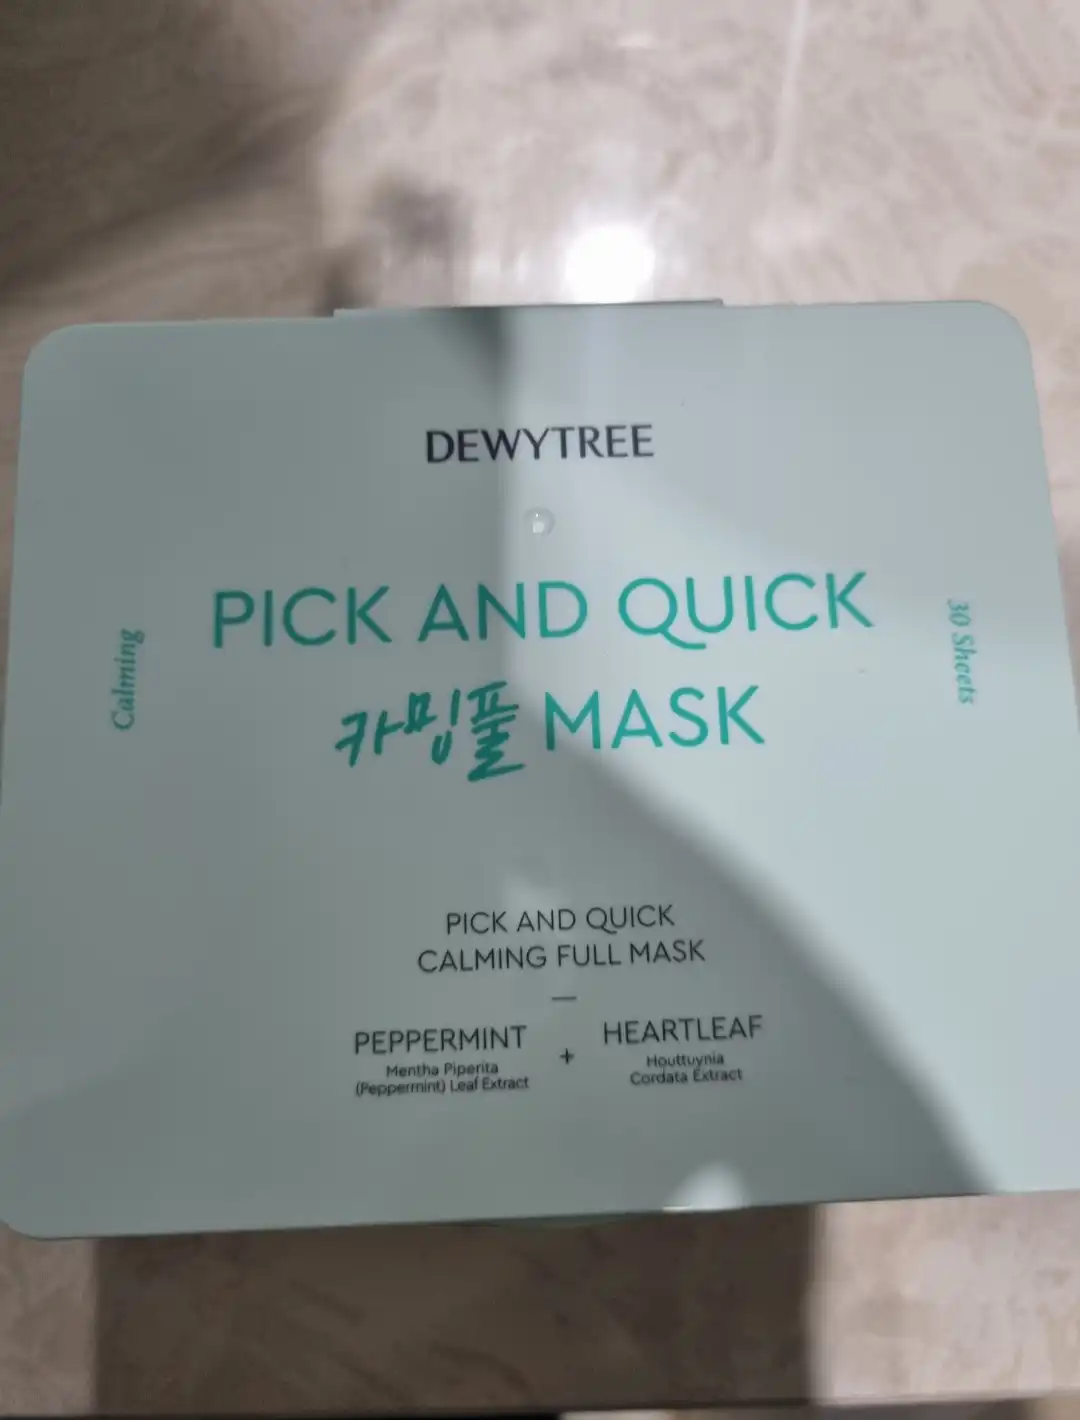 DEWYTREE
PICK AND QUICK
카밍풀 MASK
Calming
30 Sheets
PICK AND QUICK
CALMING FULL MASK
PEPPERMINT
Mentha Piperita
(Peppermint) Leaf Extract
+
HEARTLEAF
Houttuynia
Cordata Extract